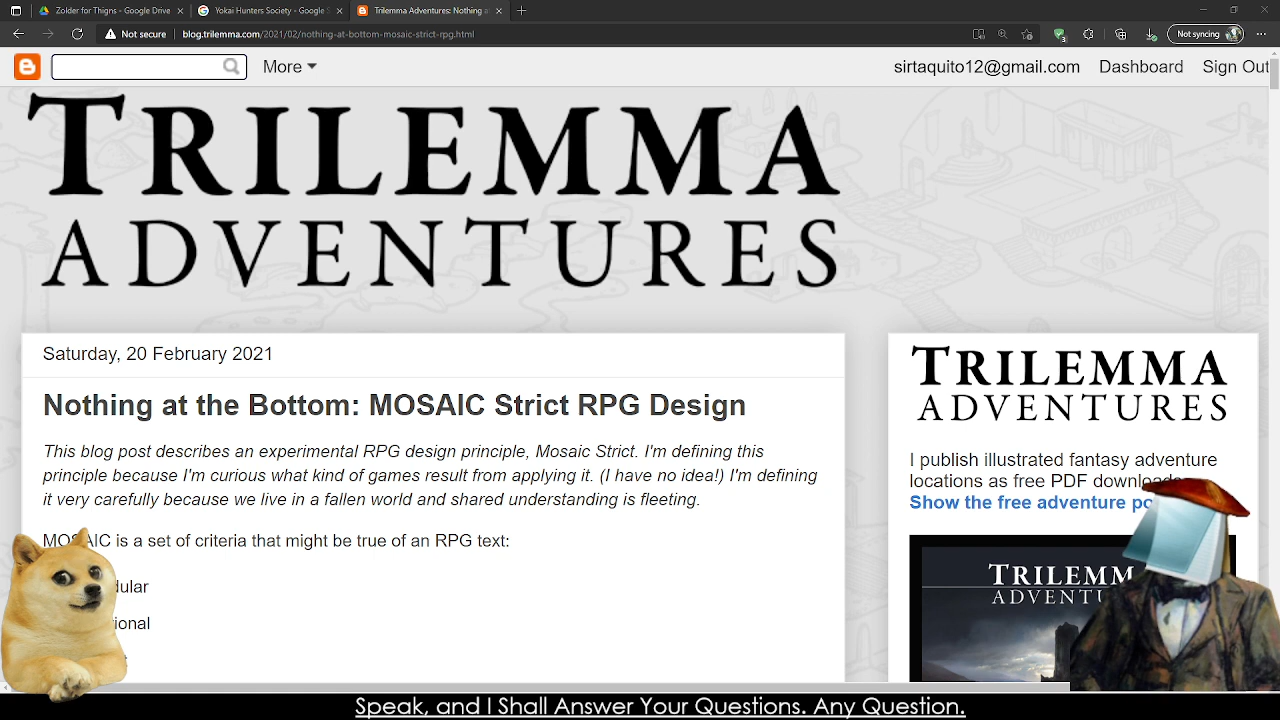 Zolder for Thigns - Google Drive
Yokai Hunters Society - Google
Trilemma Adventures: Nothing a
Not secure
blog.trilemma.com/2021/02/nothing-at-bottom-mosaic-strict-rpg.html
Not syncing
More
sirtaquito12@gmail.com Dashboard Sign Out
TRILEMMA
ADVENTURES
Saturday, 20 February 2021
Nothing at the Bottom: MOSAIC Strict RPG Design
This blog post describes an experimental RPG design principle, Mosaic Strict. I'm defining this
principle because I'm curious what kind of games result from applying it. (I have no idea!) I'm defining
it very carefully because we live in a fallen world and shared understanding is fleeting.
MOSAIC is a set of criteria that might be true of an RPG text:
dular
ional
t
TRILEMMA
ADVENTURES
I publish illustrated fantasy adventure
locations as free PDF downloads.
Show the free adventure po
TRILEMM
ADVENTU
Speak, and I Shall Answer Your Questions. Any Question.